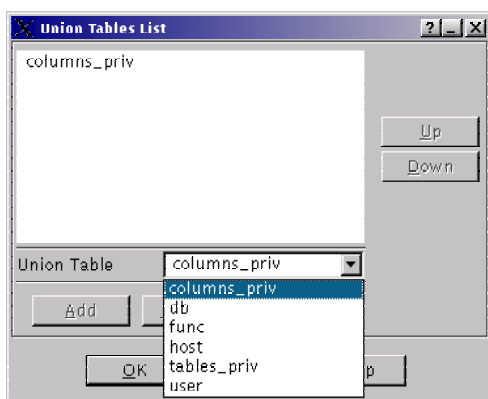 Union Tables List
columns_priv
Up
Down
Union Table columns_priv
columns_priv
db
Add
func
host
OK
tables_priv
user